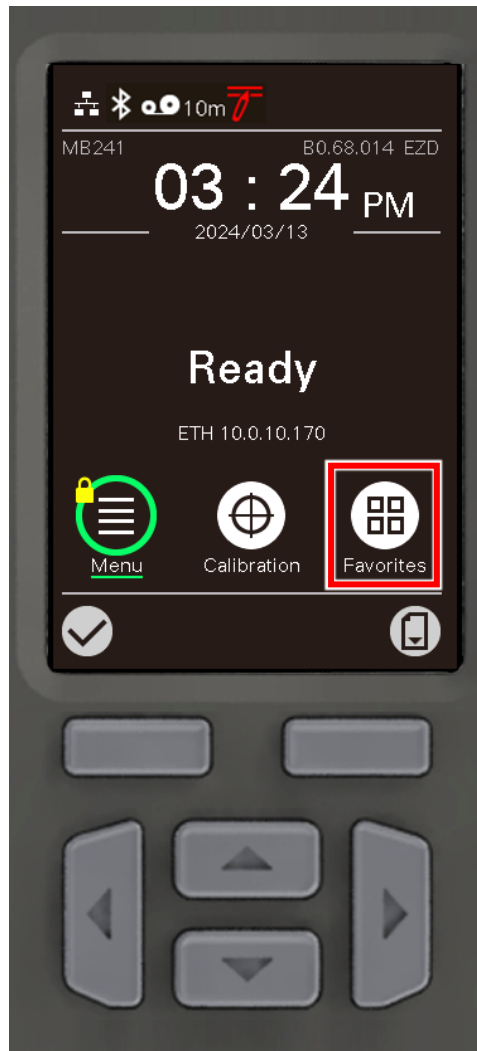 10m
MB241 B0.68.014 EZD
03 : 24 PM
2024/03/13
Ready
ETH 10.0.10.170
Menu Calibration Favorites